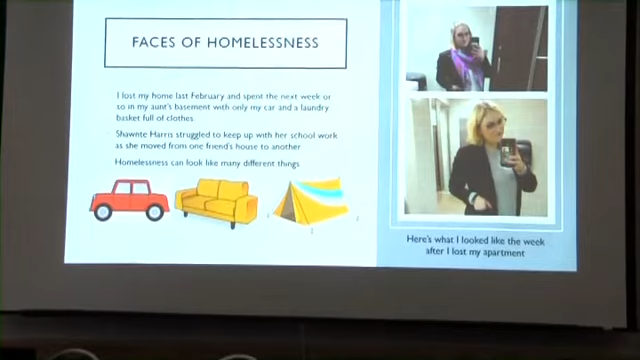 FACES OF HOMELESSNESS
I lost my home last February and spent the next week or
so in my aunt's basement with only my car and a laundry
basket full of clothes
Shawnte Harris struggled to keep up with her school work
as she moved from one friend's house to another
Homelessness can look like many different things
Here's what I looked like the week
after I lost my apartment